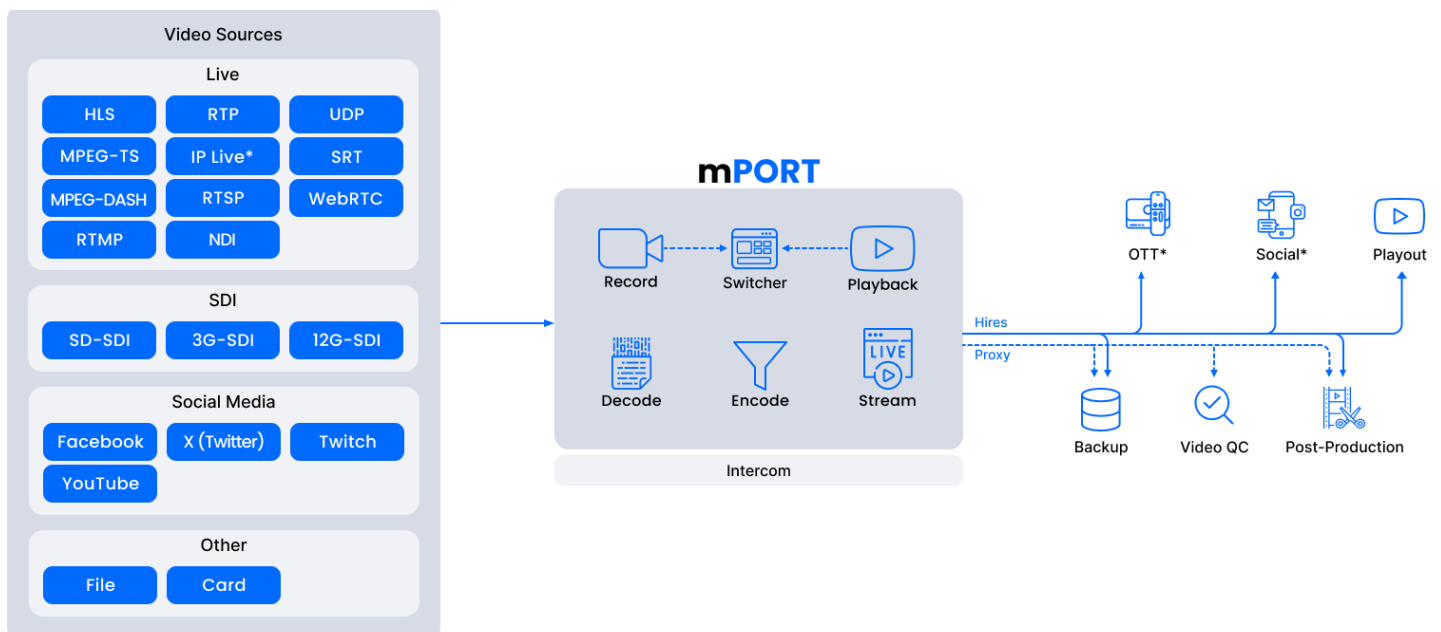 Video Sources
Live
HLS
RTP
UDP
MPEG-TS
IP Live*
SRT
MPEG-DASH
RTSP
WebRTC
RTMP
NDI
SDI
SD-SDI
3G-SDI
12G-SDI
Social Media
Facebook
X (Twitter)
Twitch
YouTube
Other
File
Card
mPORT
Record
Switcher
Playback
Decode
Encode
LIVE
Stream
Intercom
Hires
Proxy
OTT*
Social*
Playout
Backup
Video QC
Post-Production